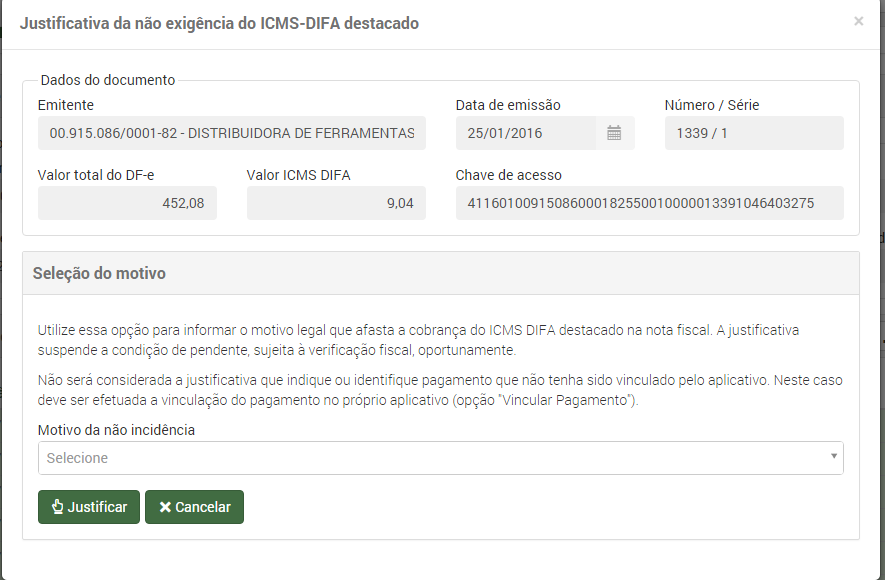 Justificativa da não exigência do ICMS-DIFA destacado
×
Dados do documento
Emitente
Data de emissão
Número / Série
00.915.086/0001-82 - DISTRIBUIDORA DE FERRAMENTAS
25/01/2016
1339 / 1
Valor total do DF-e
Valor ICMS DIFA
Chave de acesso
452,08
9,04
41160100915086000182550010000013391046403275
Seleção do motivo
Utilize essa opção para informar o motivo legal que afasta a cobrança do ICMS DIFA destacado na nota fiscal. A justificativa
suspende a condição de pendente, sujeita à verificação fiscal, oportunamente.
Não será considerada a justificativa que indique ou identifique pagamento que não tenha sido vinculado pelo aplicativo. Neste caso
deve ser efetuada a vinculação do pagamento no próprio aplicativo (opção "Vincular Pagamento").
Motivo da não incidência
Selecione
Justificar
Cancelar